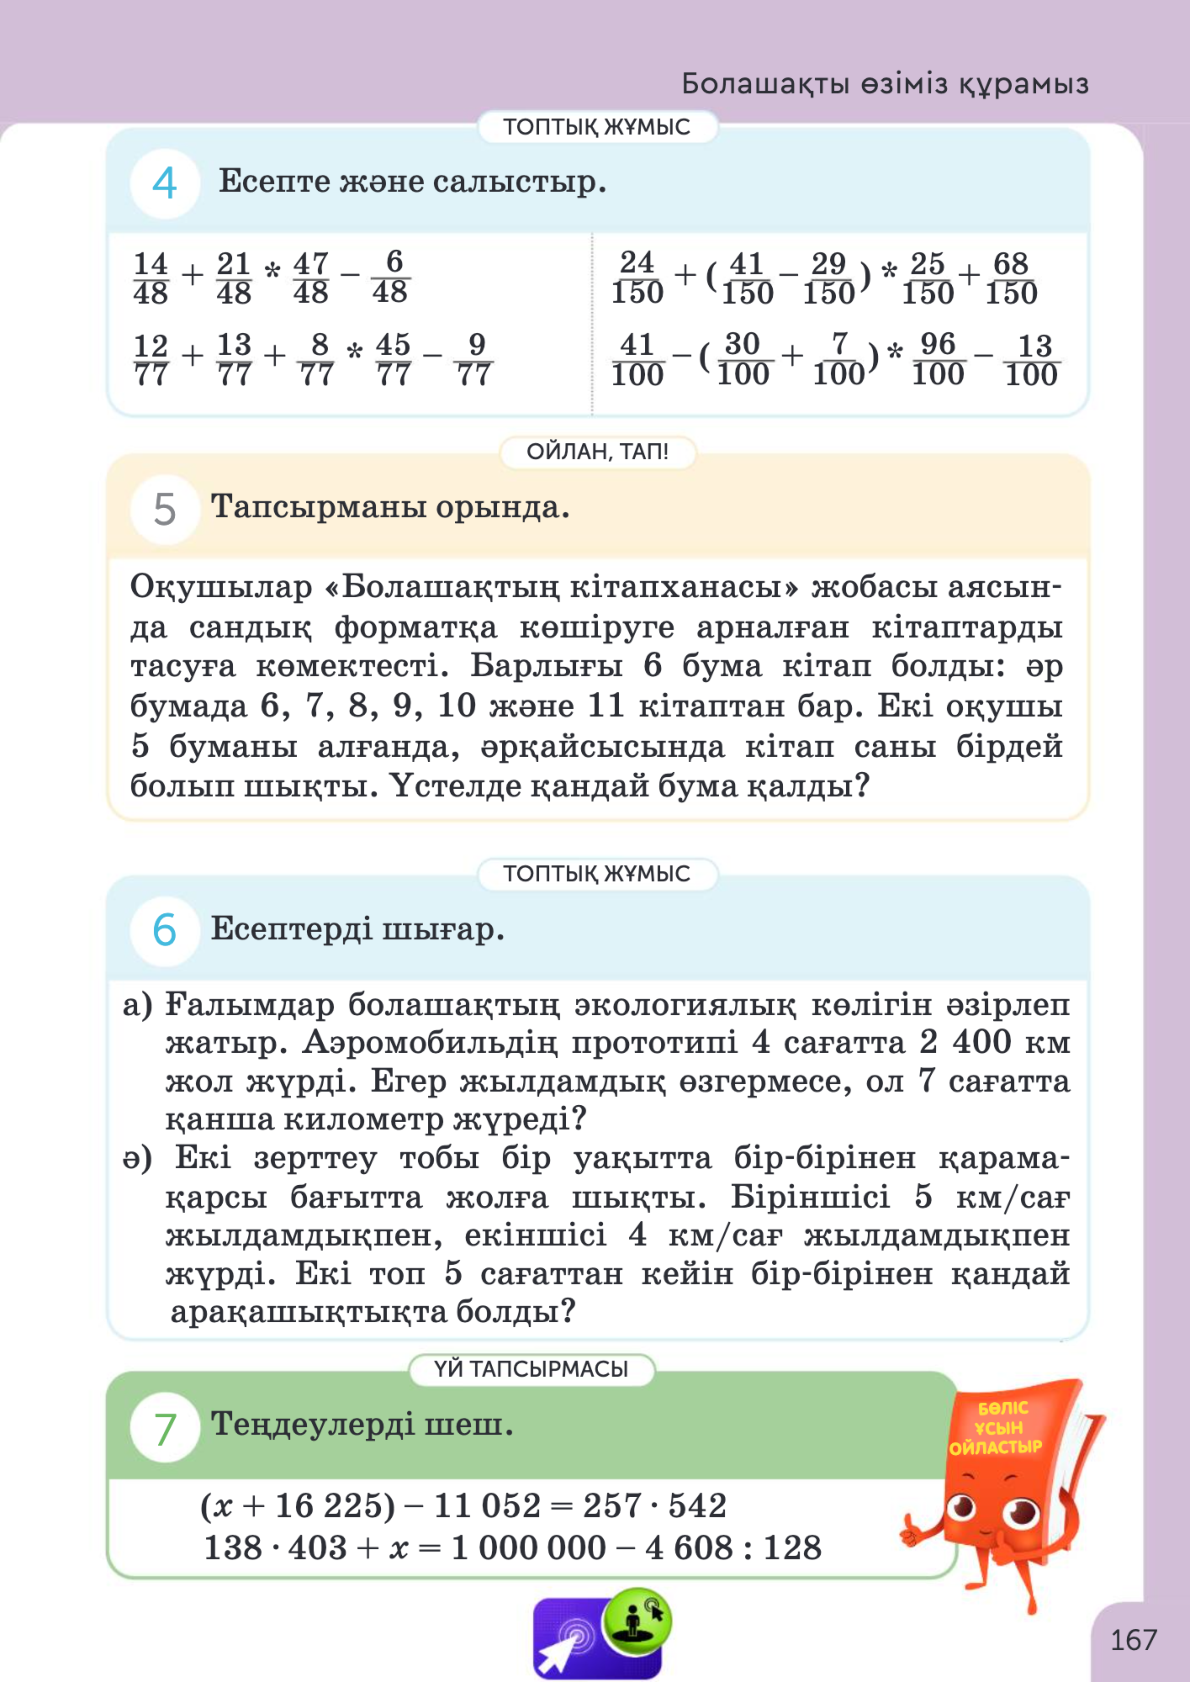 Болашақты өзіміз құрамыз
ТОПТЫҚ ЖҰМЫС
4 Есепте және салыстыр.
14/48 + 21/48 * 47/48 − 6/48
24/150 + (41/150 − 29/150) * 25/150 + 68/150
12/77 + 13/77 + 8/77 * 45/77 − 9/77
41/100 − (30/100 + 7/100) * 96/100 − 13/100
ОЙЛАН, ТАП!
5 Тапсырманы орында.
Оқушылар «Болашақтың кітапханасы» жобасы аясын-
да сандық форматқа көшіруге арналған кітаптарды
тасуға көмектесті. Барлығы 6 бума кітап болды: әр
бумада 6, 7, 8, 9, 10 және 11 кітаптан бар. Екі оқушы
5 буманы алғанда, әрқайсысында кітап саны бірдей
болып шықты. Үстелде қандай бума қалды?
ТОПТЫҚ ЖҰМЫС
6 Есептерді шығар.
а) Ғалымдар болашақтың экологиялық көлігін әзірлеп
жатыр. Аэромобильдің прототипі 4 сағатта 2 400 км
жол жүрді. Егер жылдамдық өзгермесе, ол 7 сағатта
қанша километр жүреді?
ә) Екі зерттеу тобы бір уақытта бір-бірінен қарама-
қарсы бағытта жолға шықты. Біріншісі 5 км/сағ
жылдамдықпен, екіншісі 4 км/сағ жылдамдықпен
жүрді. Екі топ 5 сағаттан кейін бір-бірінен қандай
арақашықтықта болды?
ҮЙ ТАПСЫРМАСЫ
7 Теңдеулерді шеш.
(x + 16 225) − 11 052 = 257 · 542
138 · 403 + x = 1 000 000 − 4 608 : 128
БӨЛІС
ҰСЫН
ОЙЛАСТЫР
167